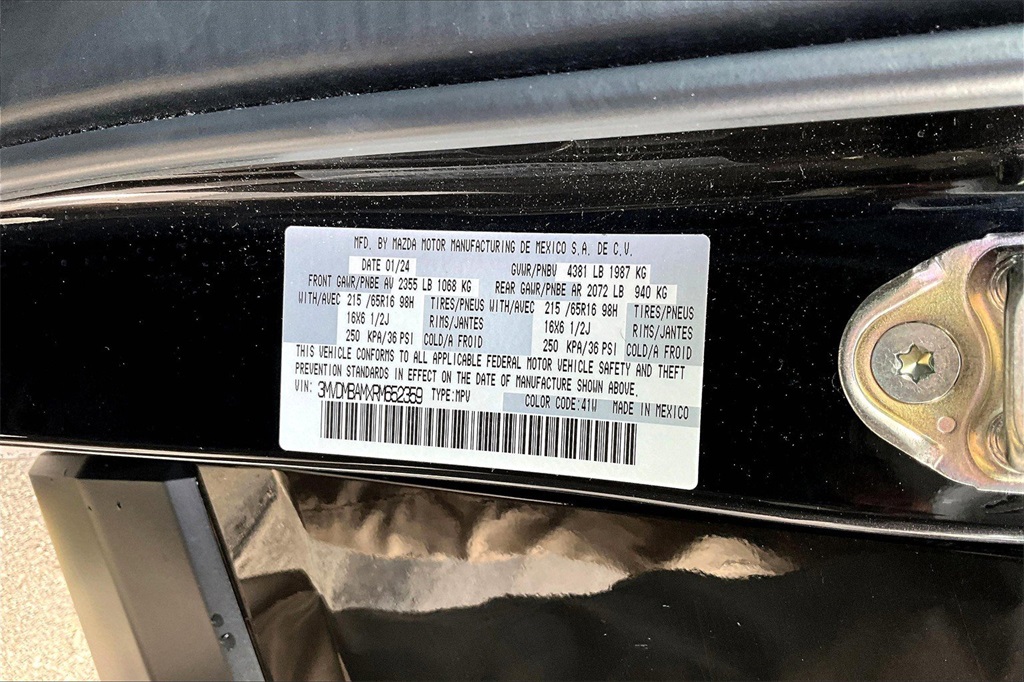 MFD. BY MAZDA MOTOR MANUFACTURING DE MEXICO S.A. DE C.V.
DATE 01/24 GVWR/PNBV 4381 LB 1987 KG
FRONT GAWR/PNBE AV 2355 LB 1068 KG REAR GAWR/PNBE AR 2072 LB 940 KG
WITH/AVEC 215 /65R16 98H TIRES/PNEUS WITH/AVEC 215 /65R16 98H TIRES/PNEUS
16X6 1/2J RIMS/JANTES 16X6 1/2J RIMS/JANTES
250 KPA/36 PSI COLD/A FROID 250 KPA/36 PSI COLD/A FROID
THIS VEHICLE CONFORMS TO ALL APPLICABLE FEDERAL MOTOR VEHICLE SAFETY AND THEFT
PREVENTION STANDARDS IN EFFECT ON THE DATE OF MANUFACTURE SHOWN ABOVE.
VIN: 3MVDMBAMXRM652359 TYPE:MPV COLOR CODE:41W MADE IN MEXICO